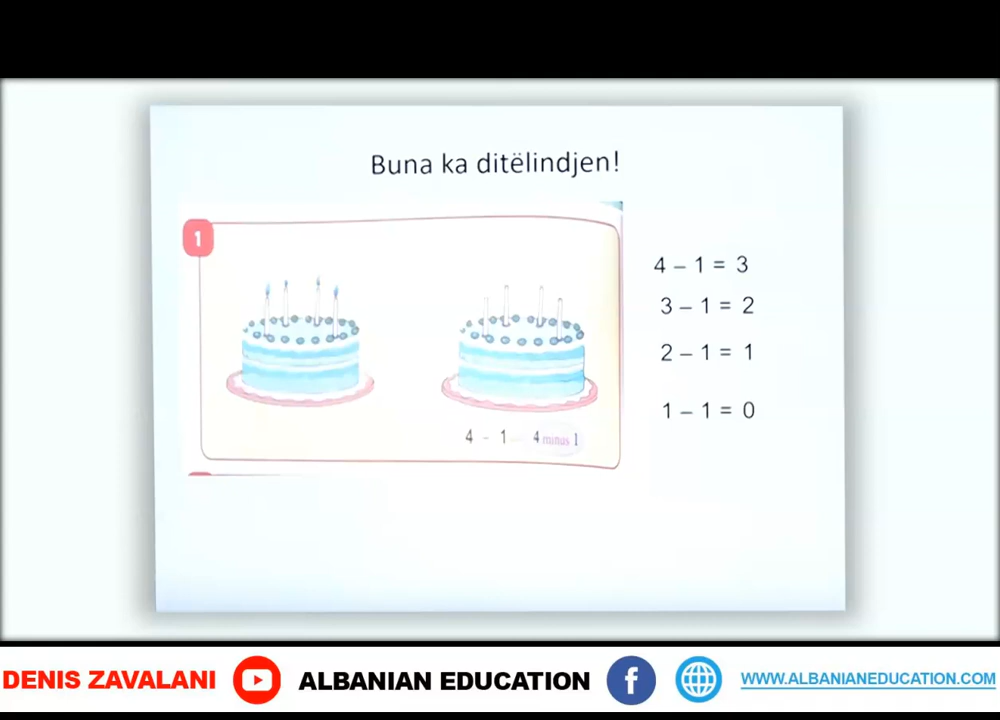 Buna ka ditëlindjen!
1
4 – 1 = 3
3 – 1 = 2
2 – 1 = 1
1 – 1 = 0
4 - 1 = 4 minus 1
DENIS ZAVALANI
ALBANIAN EDUCATION
WWW.ALBANIANEDUCATION.COM